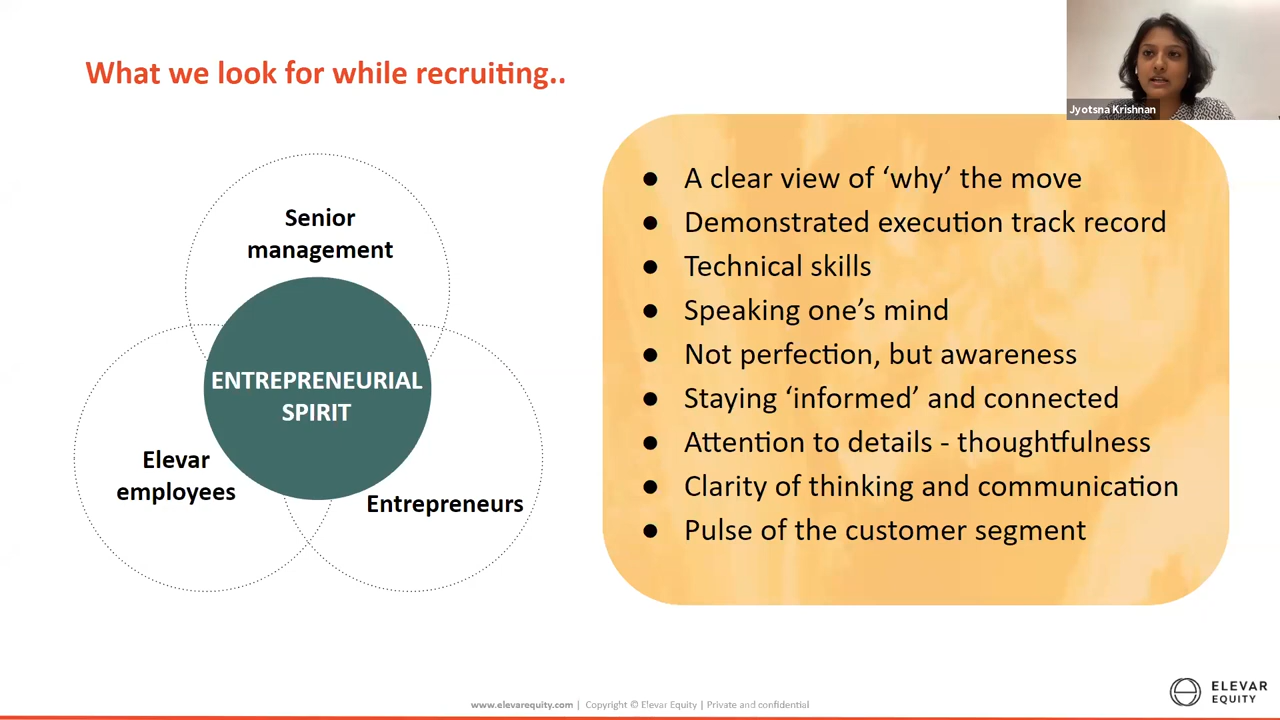 What we look for while recruiting..
Jyotsna Krishnan
Senior
management
ENTREPRENEURIAL
SPIRIT
Elevar
employees
Entrepreneurs
● A clear view of ‘why’ the move
● Demonstrated execution track record
● Technical skills
● Speaking one’s mind
● Not perfection, but awareness
● Staying ‘informed’ and connected
● Attention to details - thoughtfulness
● Clarity of thinking and communication
● Pulse of the customer segment
www.elevarequity.com | Copyright © Elevar Equity | Private and confidential
ELEVAR
EQUITY